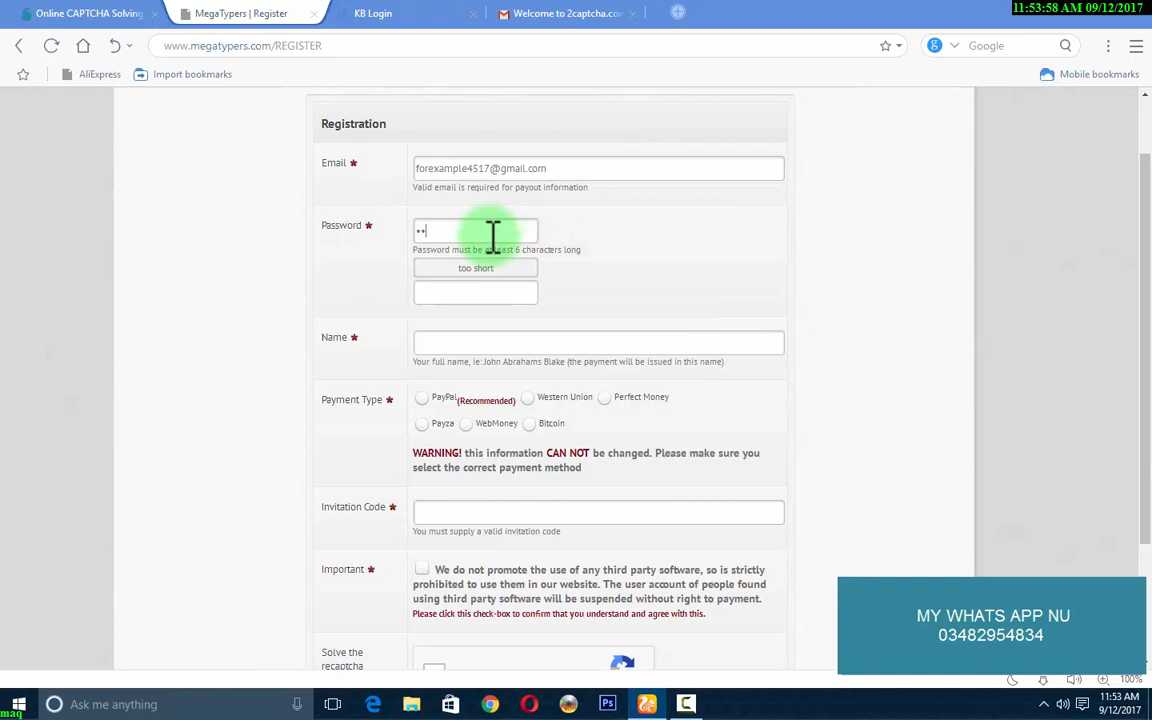 11:53:58 AM 09/12/2017
Online CAPTCHA Solving
MegaTypers | Register
KB Login
Welcome to 2captcha.co
www.megatypers.com/REGISTER
Google
AliExpress
Import bookmarks
Mobile bookmarks
Registration
Email *
forexample4517@gmail.com
Valid email is required for payout information
Password *
Password must be at least 6 characters long
too short
Name *
Your full name, ie: John Abrahams Blake (the payment will be issued in this name)
Payment Type *
PayPal (Recommended) Western Union Perfect Money
Payza WebMoney Bitcoin
WARNING! this information CAN NOT be changed. Please make sure you
select the correct payment method
Invitation Code *
You must supply a valid invitation code
Important *
We do not promote the use of any third party software, so is strictly
prohibited to use them in our website. The user account of people found
using third party software will be suspended without right to payment.
Please click this check-box to confirm that you understand and agree with this.
Solve the
recaptcha
MY WHATS APP NU
03482954834
100%
Ask me anything
11:53 AM
9/12/2017
maq